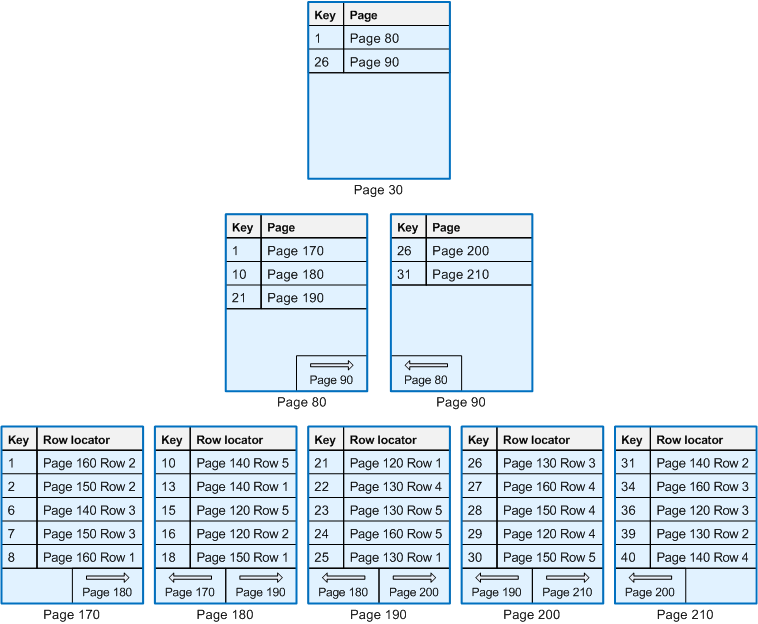 Key Page
1 Page 80
26 Page 90
Page 30
Key Page
1 Page 170
10 Page 180
21 Page 190
Page 90
Page 80
Key Page
26 Page 200
31 Page 210
Page 80
Page 90
Key Row locator
1 Page 160 Row 2
2 Page 150 Row 2
6 Page 140 Row 3
7 Page 150 Row 3
8 Page 160 Row 1
Page 180
Page 170
Key Row locator
10 Page 140 Row 5
13 Page 140 Row 1
15 Page 120 Row 5
16 Page 120 Row 2
18 Page 150 Row 1
Page 170 Page 190
Page 180
Key Row locator
21 Page 120 Row 1
22 Page 130 Row 4
23 Page 130 Row 5
24 Page 160 Row 5
25 Page 130 Row 1
Page 180 Page 200
Page 190
Key Row locator
26 Page 130 Row 3
27 Page 160 Row 4
28 Page 150 Row 4
29 Page 120 Row 4
30 Page 150 Row 5
Page 190 Page 210
Page 200
Key Row locator
31 Page 140 Row 2
34 Page 160 Row 3
36 Page 120 Row 3
39 Page 130 Row 2
40 Page 140 Row 4
Page 200
Page 210